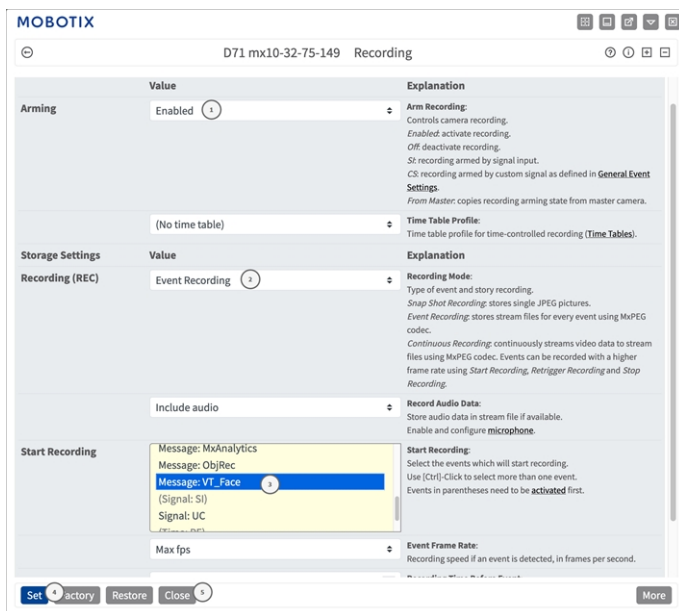 MOBOTIX
D71 mx10-32-75-149 Recording
Value Explanation
Arming
Enabled 1
Arm Recording:
Controls camera recording.
Enabled: activate recording.
Off: deactivate recording.
SI: recording armed by signal input.
CS: recording armed by custom signal as defined in General Event
Settings.
From Master: copies recording arming state from master camera.
(No time table)
Time Table Profile:
Time table profile for time-controlled recording (Time Tables).
Storage Settings Value Explanation
Recording (REC)
Event Recording 2
Recording Mode:
Type of event and story recording.
Snap Shot Recording: stores single JPEG pictures.
Event Recording: stores stream files for every event using MxPEG
codec.
Continuous Recording: continuously streams video data to stream
files using MxPEG codec. Events can be recorded with a higher
frame rate using Start Recording, Retrigger Recording and Stop
Recording.
Include audio
Record Audio Data:
Store audio data in stream file if available.
Enable and configure microphone.
Start Recording
Message: MxAnalytics
Message: ObjRec
Message: VT_Face 3
(Signal: SI)
Signal: UC
Start Recording:
Select the events which will start recording.
Use [Ctrl]-Click to select more than one event.
Events in parentheses need to be activated first.
Max fps
Event Frame Rate:
Recording speed if an event is detected, in frames per second.
Set 4 actory Restore Close 5 More